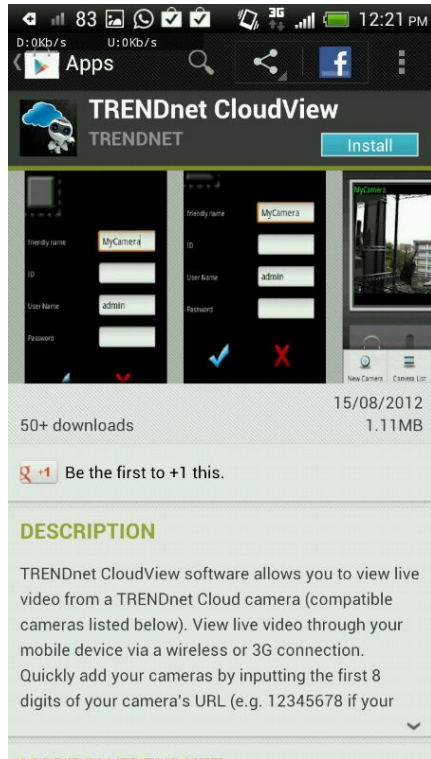 83
3G
12:21 PM
D:0Kb/s U:0Kb/s
Apps
f
TRENDnet CloudView
TRENDNET
Install
friendly name MyCamera
ID
User Name admin
Password
friendly name MyCamera
ID
User Name admin
Password
MyCamera
New Camera Camera List
15/08/2012
50+ downloads 1.11MB
g +1 Be the first to +1 this.
DESCRIPTION
TRENDnet CloudView software allows you to view live
video from a TRENDnet Cloud camera (compatible
cameras listed below). View live video through your
mobile device via a wireless or 3G connection.
Quickly add your cameras by inputting the first 8
digits of your camera's URL (e.g. 12345678 if your